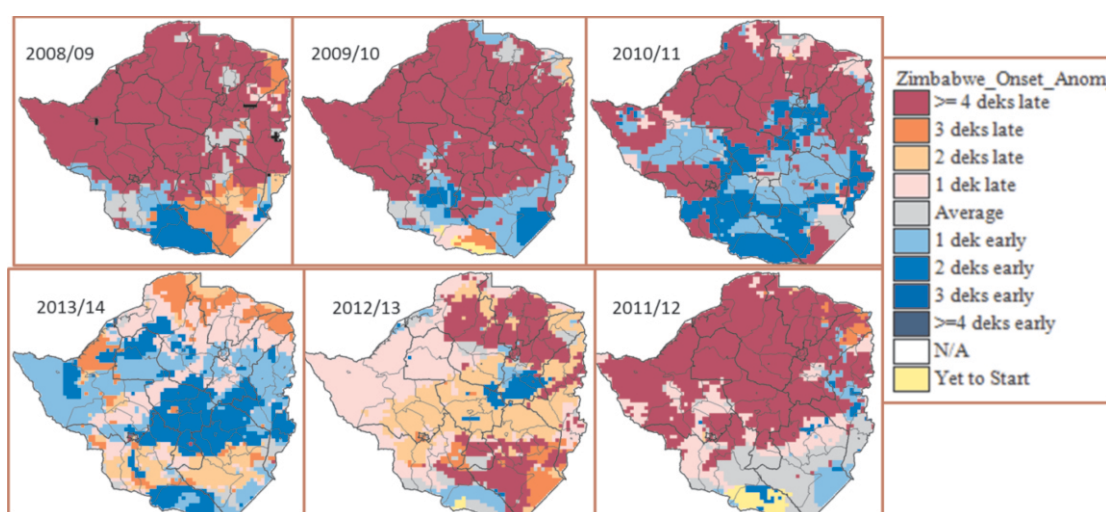 2008/09
2009/10
2010/11
2013/14
2012/13
2011/12
Zimbabwe_Onset_Anom
>= 4 deks late
3 deks late
2 deks late
1 dek late
Average
1 dek early
2 deks early
3 deks early
>=4 deks early
N/A
Yet to Start